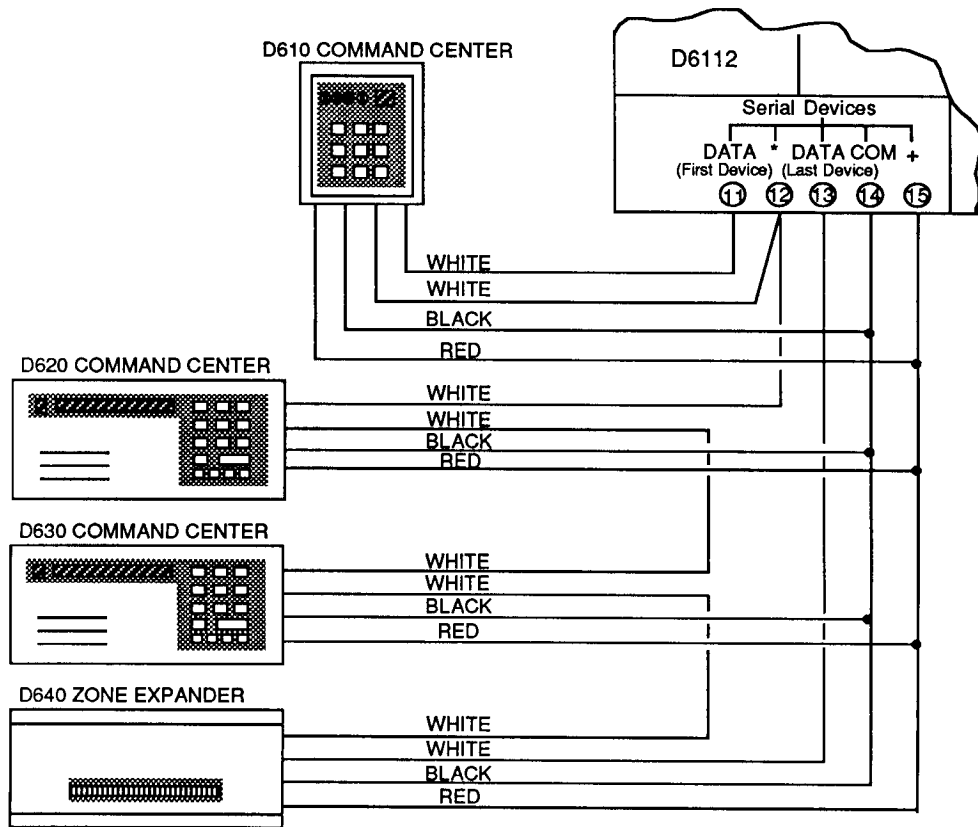 D610 COMMAND CENTER
D6112
Serial Devices
DATA * DATA COM +
(First Device) (Last Device)
11 12 13 14 15
WHITE
WHITE
BLACK
RED
D620 COMMAND CENTER
WHITE
WHITE
BLACK
RED
D630 COMMAND CENTER
WHITE
WHITE
BLACK
RED
D640 ZONE EXPANDER
WHITE
WHITE
BLACK
RED